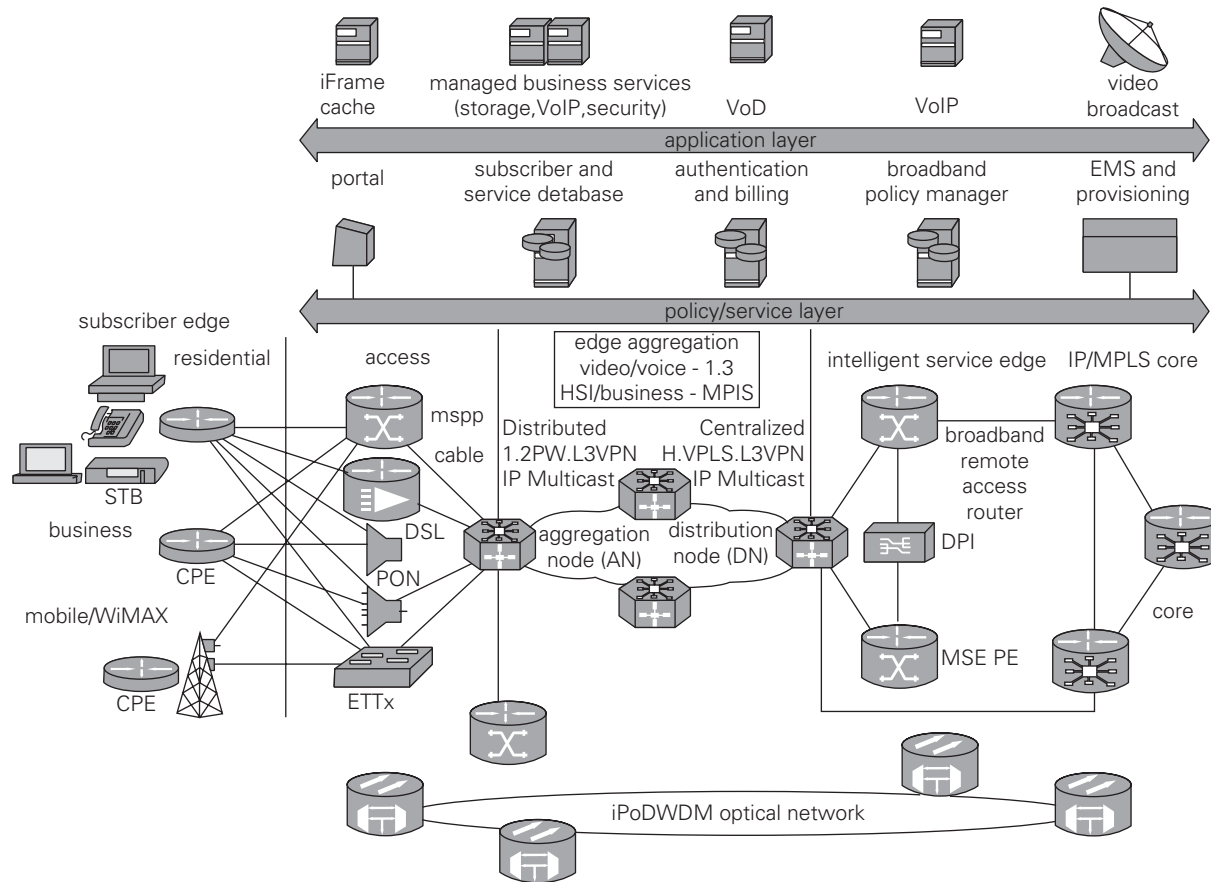 iFrame
cache
managed business services
(storage,VoIP,security)
VoD
VoIP
video
broadcast
application layer
portal
subscriber and
service detabase
authentication
and billing
broadband
policy manager
EMS and
provisioning
policy/service layer
subscriber edge
residential
access
edge aggregation
video/voice - 1.3
HSI/business - MPIS
intelligent service edge
IP/MPLS core
mspp
cable
Distributed
1.2PW.L3VPN
IP Multicast
Centralized
H.VPLS.L3VPN
IP Multicast
broadband
remote
access
router
STB
business
DSL
aggregation
node (AN)
distribution
node (DN)
DPI
CPE
PON
mobile/WiMAX
core
MSE PE
CPE
ETTx
iPoDWDM optical network